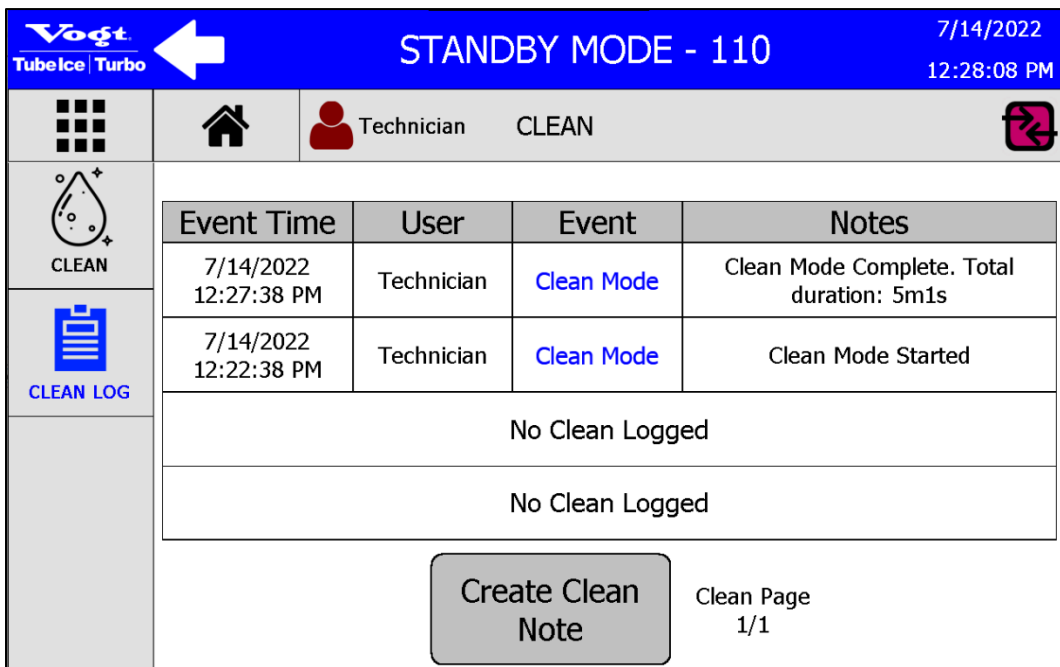 Vogt.
TubeIce | Turbo
STANDBY MODE - 110
7/14/2022
12:28:08 PM
Technician
CLEAN
CLEAN
CLEAN LOG
Event Time User Event Notes
7/14/2022
12:27:38 PM
Technician
Clean Mode
Clean Mode Complete. Total
duration: 5m1s
7/14/2022
12:22:38 PM
Technician
Clean Mode
Clean Mode Started
No Clean Logged
No Clean Logged
Create Clean
Note
Clean Page
1/1